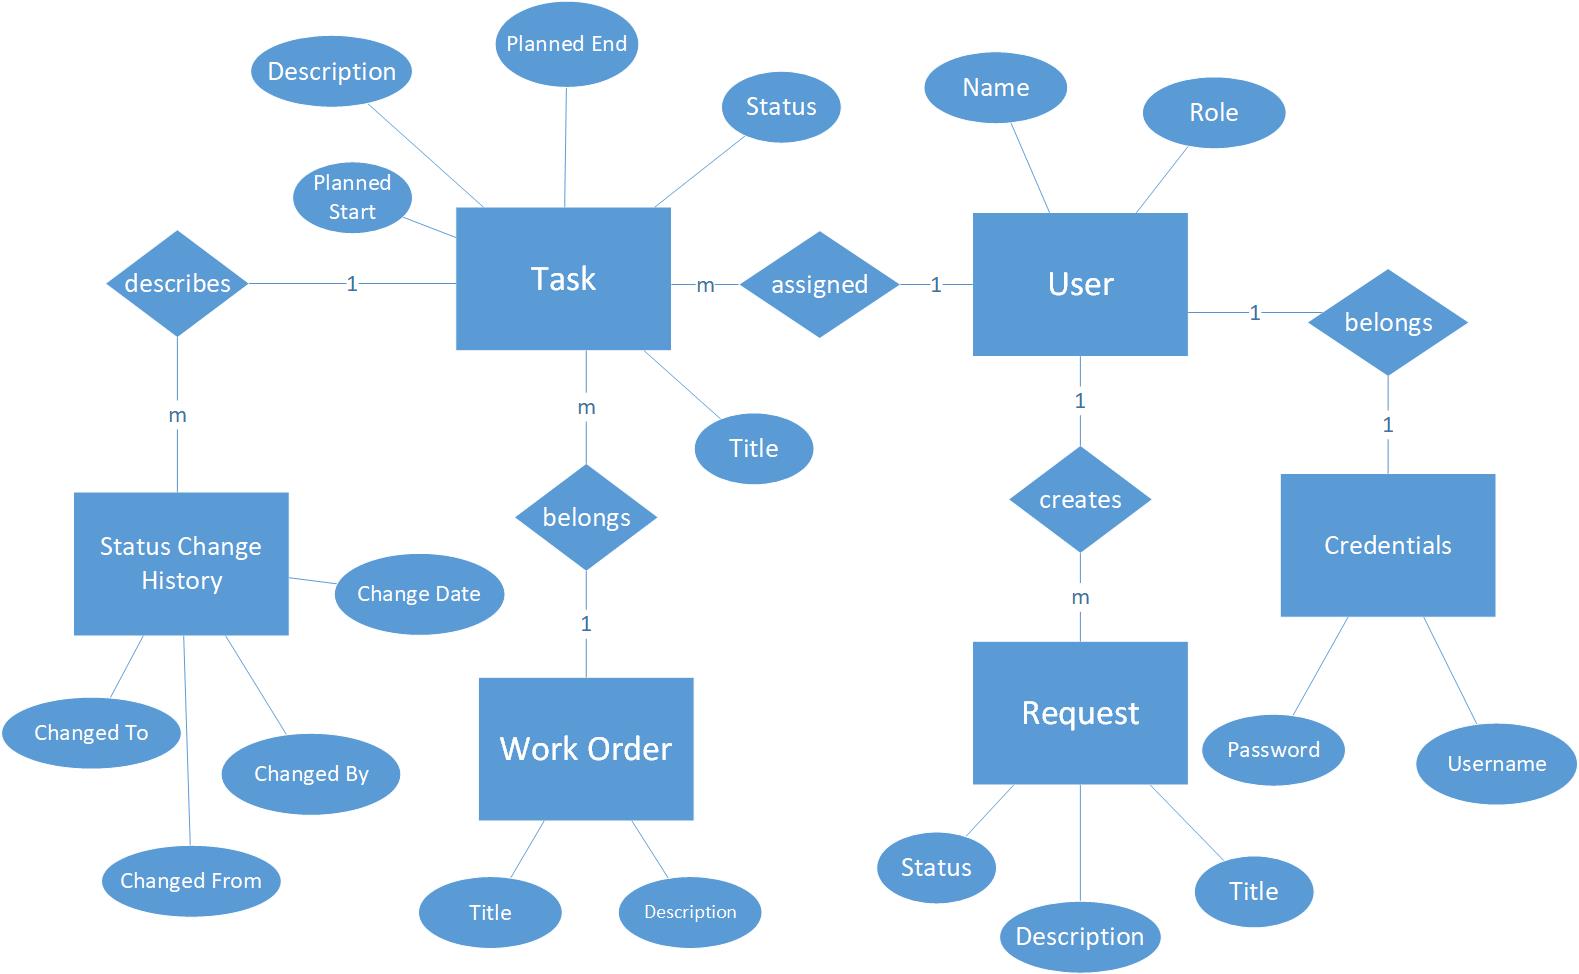 Planned End
Description
Status
Name
Role
Planned
Start
Task
assigned
User
describes
1
m
1
1
belongs
m
m
1
1
Title
creates
belongs
Status Change
History
Credentials
Change Date
m
1
Request
Changed To
Work Order
Changed By
Password
Username
Status
Changed From
Title
Title
Description
Description